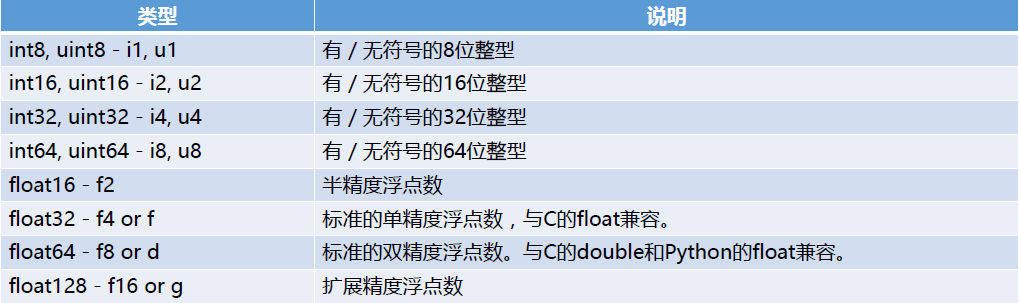 类型 说明
int8, uint8 - i1, u1 有 / 无符号的8位整型
int16, uint16 - i2, u2 有 / 无符号的16位整型
int32, uint32 - i4, u4 有 / 无符号的32位整型
int64, uint64 - i8, u8 有 / 无符号的64位整型
float16 - f2 半精度浮点数
float32 - f4 or f 标准的单精度浮点数，与C的float兼容。
float64 - f8 or d 标准的双精度浮点数。与C的double和Python的float兼容。
float128 - f16 or g 扩展精度浮点数